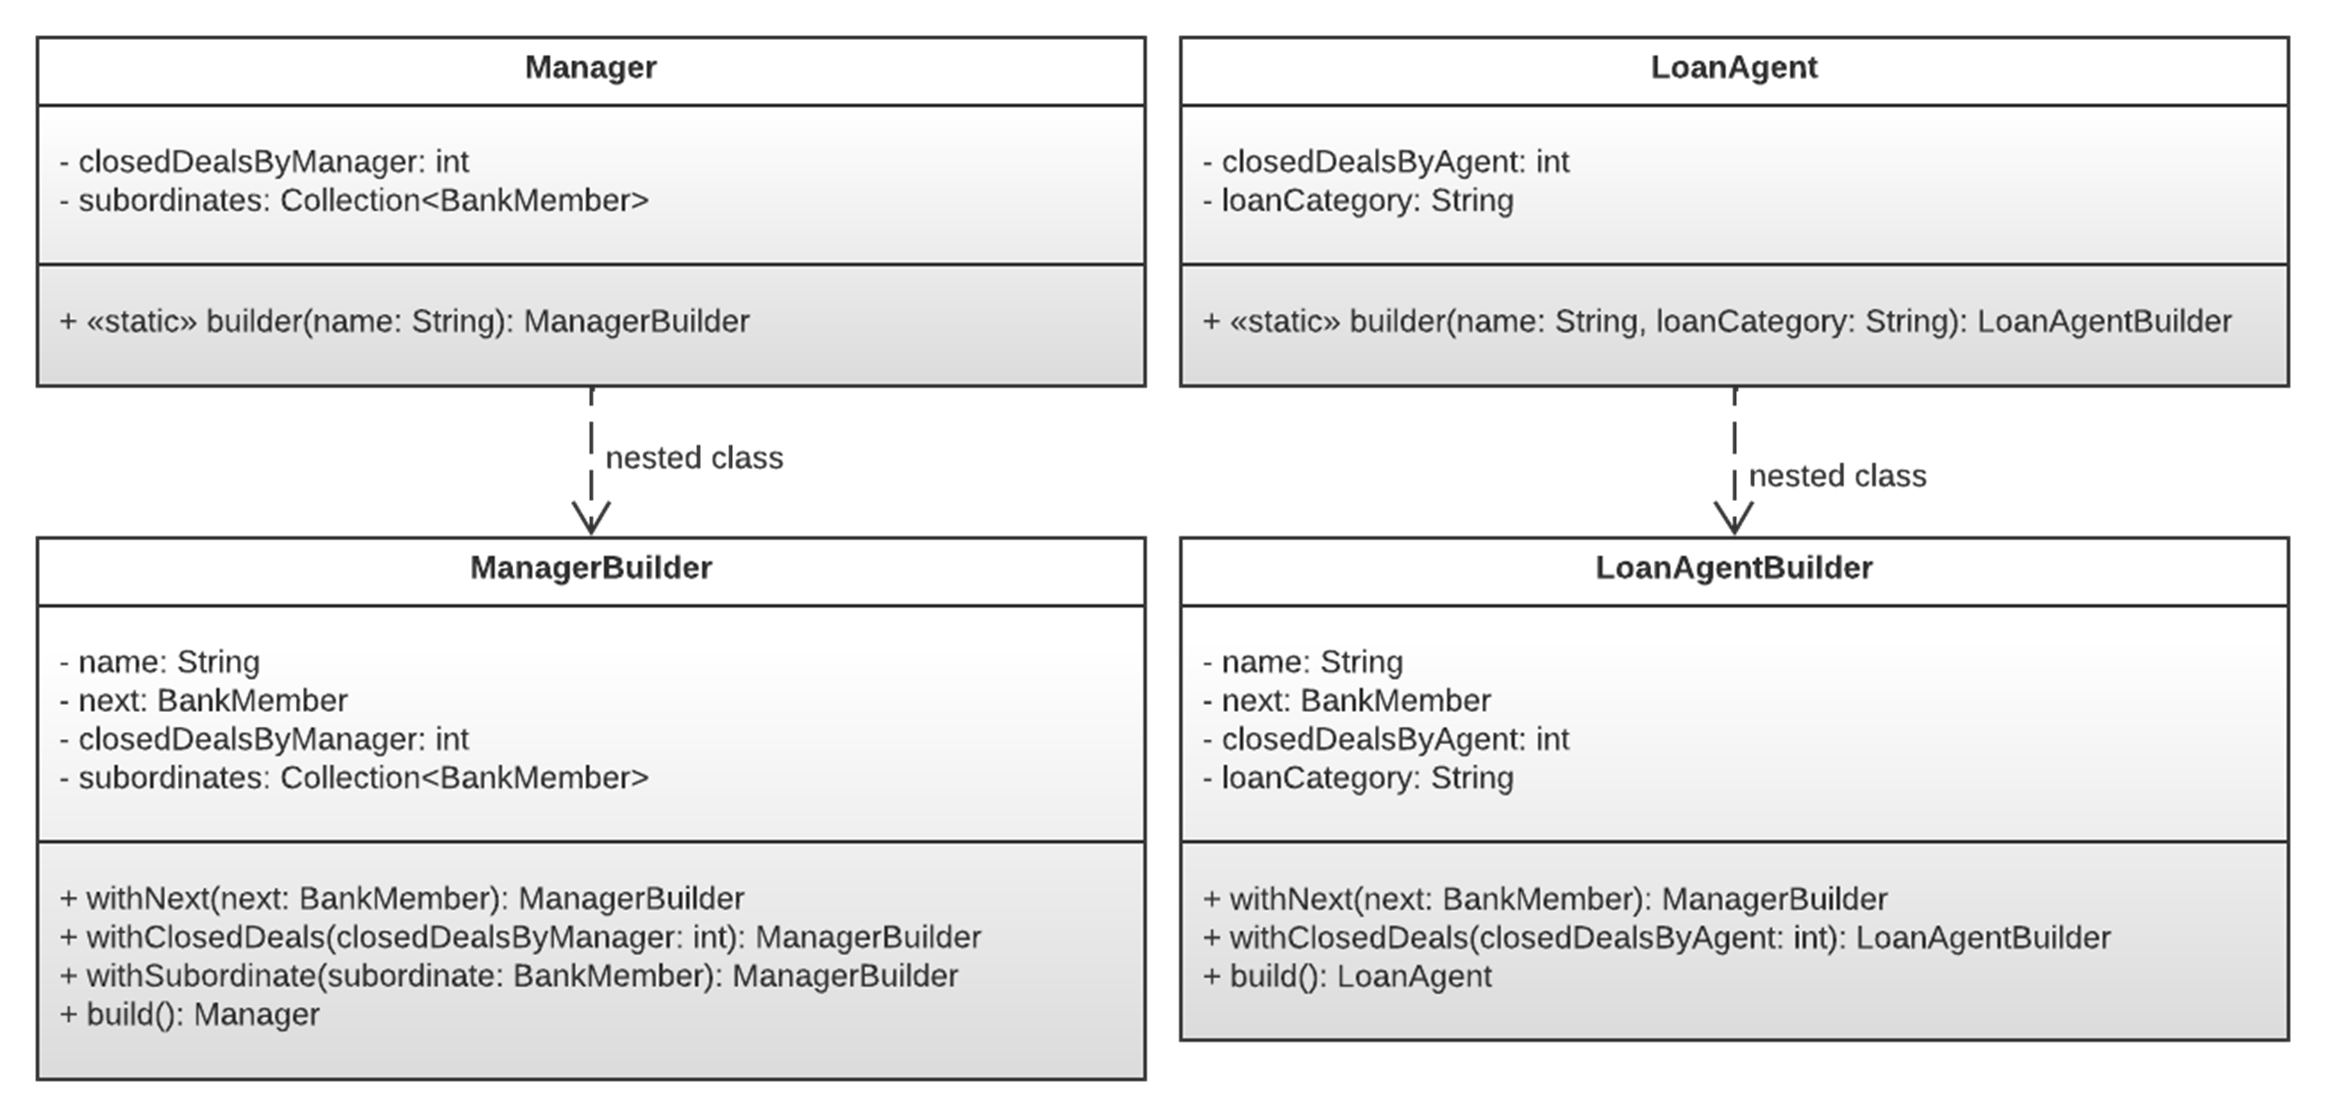 Manager
- closedDealsByManager: int
- subordinates: Collection<BankMember>
+ «static» builder(name: String): ManagerBuilder
nested class
ManagerBuilder
- name: String
- next: BankMember
- closedDealsByManager: int
- subordinates: Collection<BankMember>
+ withNext(next: BankMember): ManagerBuilder
+ withClosedDeals(closedDealsByManager: int): ManagerBuilder
+ withSubordinate(subordinate: BankMember): ManagerBuilder
+ build(): Manager
LoanAgent
- closedDealsByAgent: int
- loanCategory: String
+ «static» builder(name: String, loanCategory: String): LoanAgentBuilder
nested class
LoanAgentBuilder
- name: String
- next: BankMember
- closedDealsByAgent: int
- loanCategory: String
+ withNext(next: BankMember): ManagerBuilder
+ withClosedDeals(closedDealsByAgent: int): LoanAgentBuilder
+ build(): LoanAgent